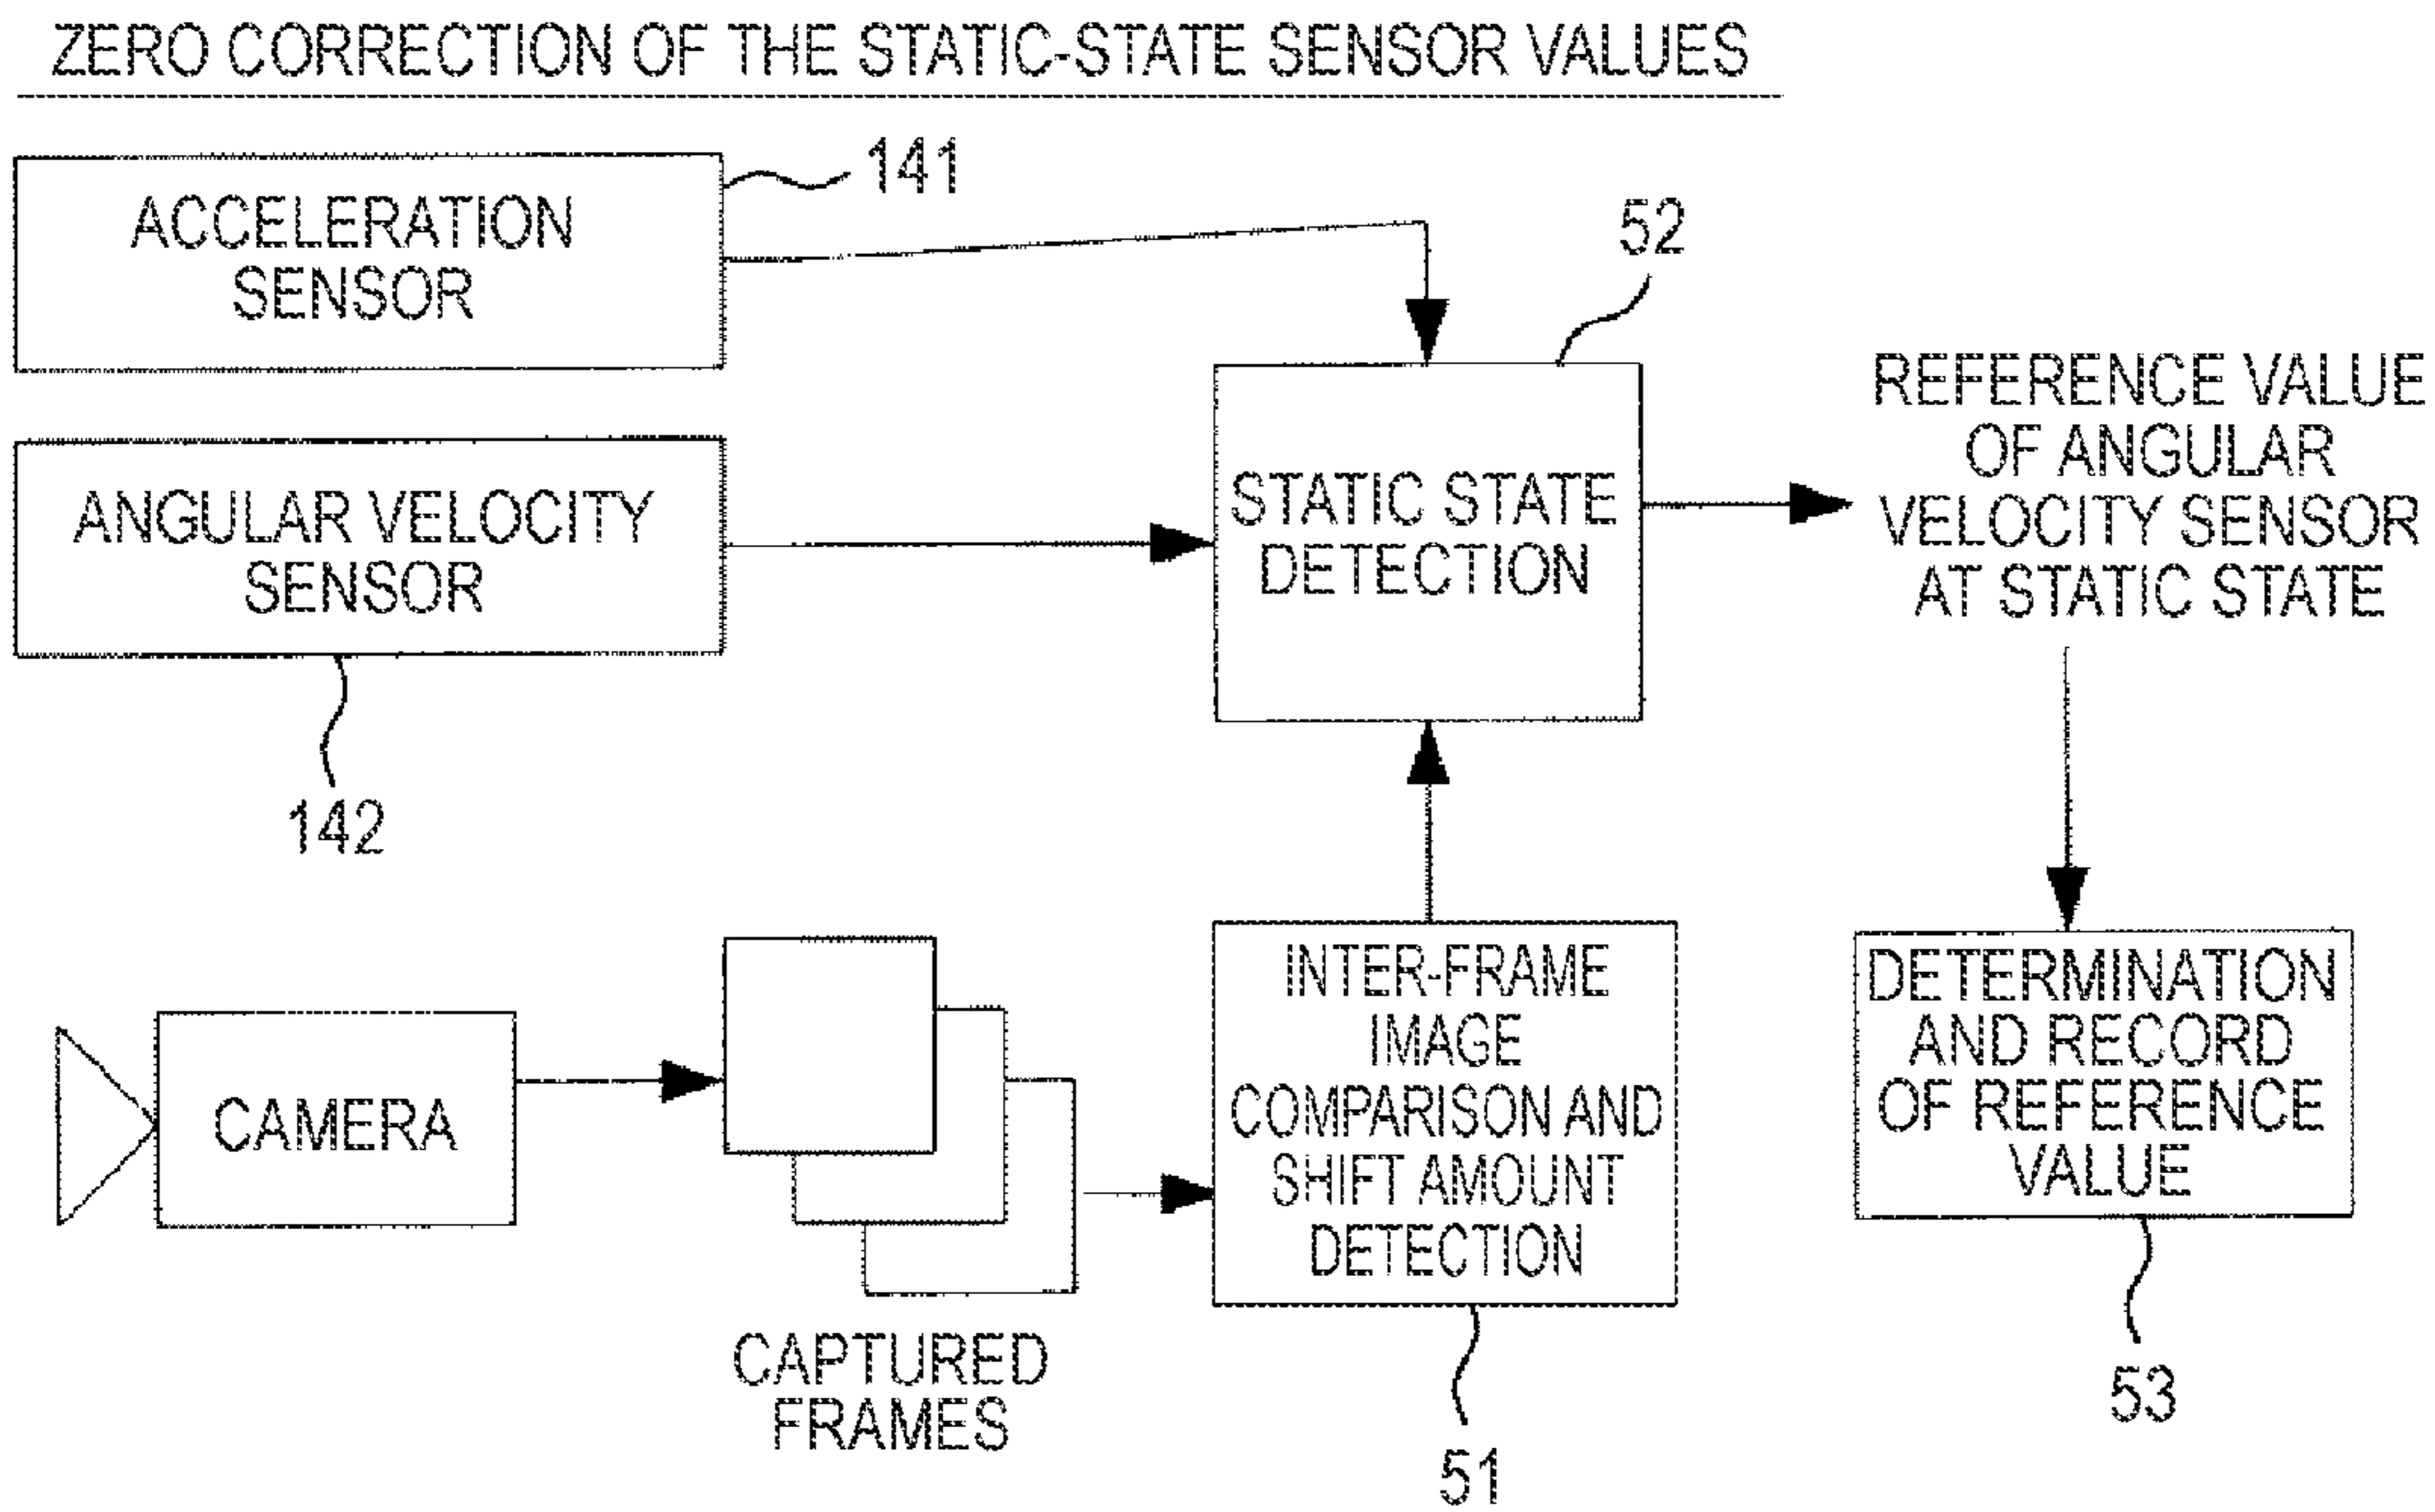 ZERO CORRECTION OF THE STATIC-STATE SENSOR VALUES
141
ACCELERATION
SENSOR
52
ANGULAR VELOCITY
SENSOR
142
STATIC STATE
DETECTION
REFERENCE VALUE
OF ANGULAR
VELOCITY SENSOR
AT STATIC STATE
CAMERA
CAPTURED
FRAMES
INTER-FRAME
IMAGE
COMPARISON AND
SHIFT AMOUNT
DETECTION
51
DETERMINATION
AND RECORD
OF REFERENCE
VALUE
53